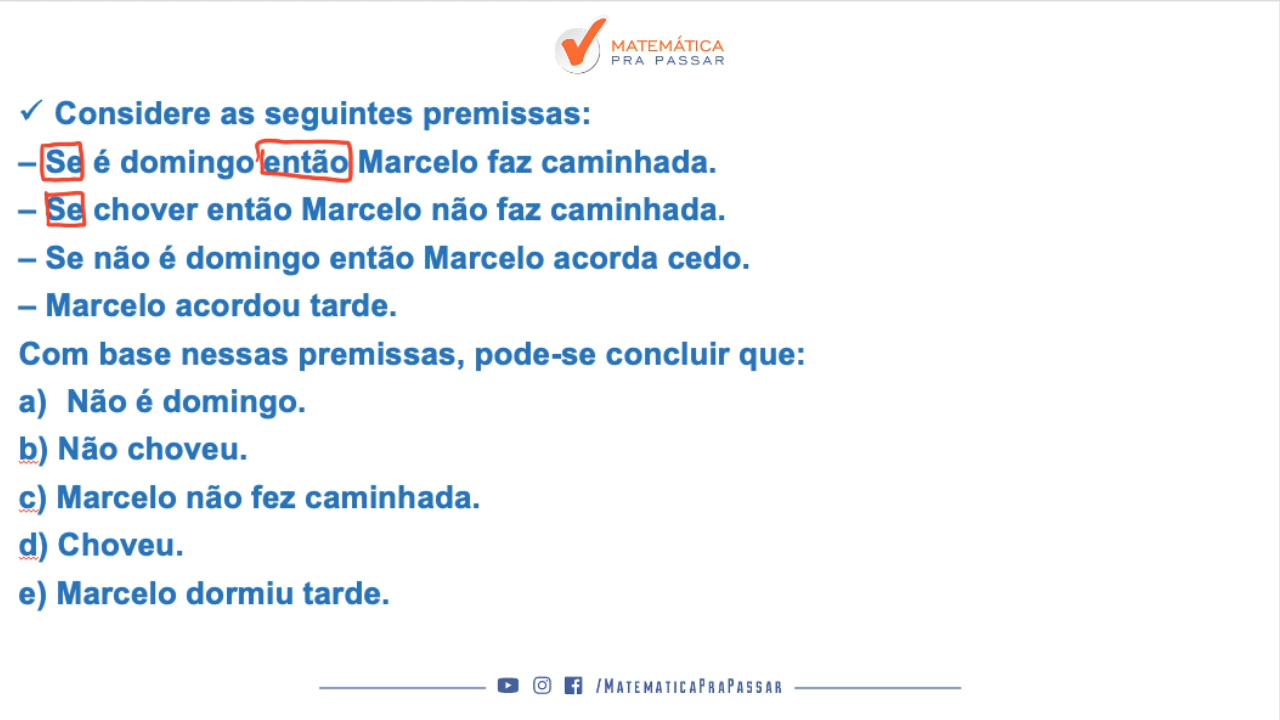 MATEMÁTICA
PRA PASSAR
✓ Considere as seguintes premissas:
– Se é domingo então Marcelo faz caminhada.
– Se chover então Marcelo não faz caminhada.
– Se não é domingo então Marcelo acorda cedo.
– Marcelo acordou tarde.
Com base nessas premissas, pode-se concluir que:
a) Não é domingo.
b) Não choveu.
c) Marcelo não fez caminhada.
d) Choveu.
e) Marcelo dormiu tarde.
/MATEMATICAPRAPASSAR